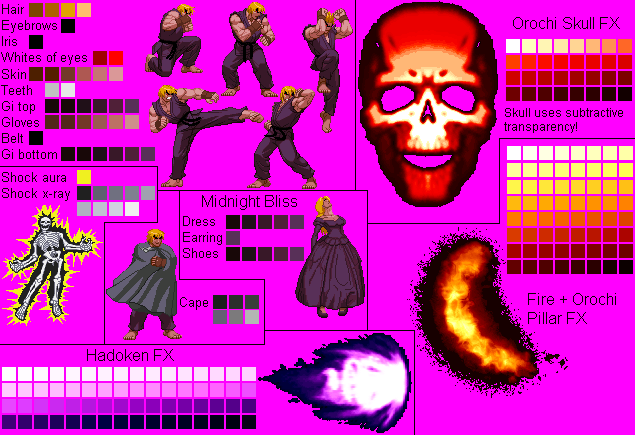 Hair
Eyebrows
Iris
Whites of eyes
Skin
Teeth
Gi top
Gloves
Belt
Gi bottom
Shock aura
Shock x-ray
Midnight Bliss
Dress
Earring
Shoes
Cape
Hadoken FX
Orochi Skull FX
Skull uses subtractive
transparency!
Fire + Orochi
Pillar FX